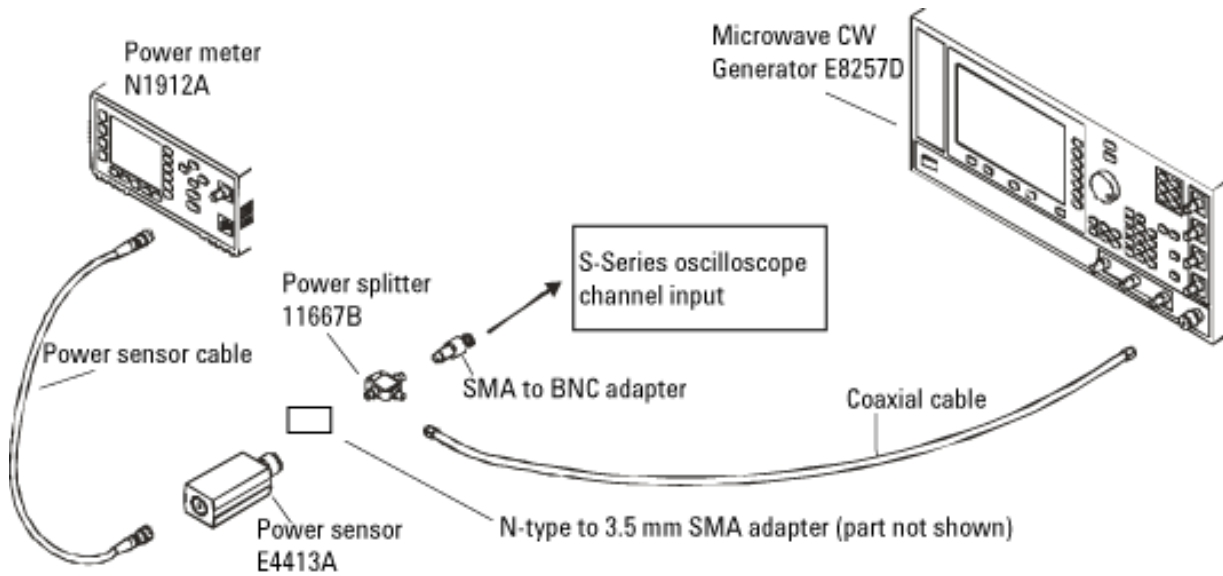 Power meter
N1912A
Microwave CW
Generator E8257D
S-Series oscilloscope
channel input
Power splitter
11667B
Power sensor cable
SMA to BNC adapter
Coaxial cable
N-type to 3.5 mm SMA adapter (part not shown)
Power sensor
E4413A